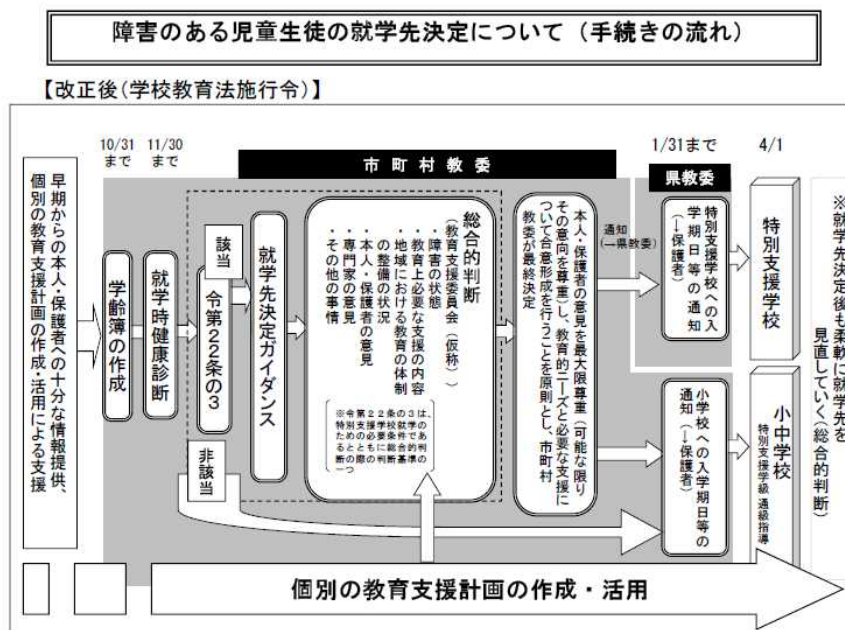 障害のある児童生徒の就学先決定について（手続きの流れ）
【改正後（学校教育法施行令）】
10/31
まで
11/30
まで
市町村教委
1/31まで
4/1
県教委
早期からの本人・保護者への十分な情報提供、
個別の教育支援計画の作成・活用による支援
学齢簿の作成
就学時健康診断
令第２２条の３
該当
非該当
就学先決定ガイダンス
総合的判断
（教育支援委員会（仮称））
・障害の状態
・教育上必要な支援の内容
・地域における教育の体制
の整備の状況
・本人・保護者の意見
・専門家の意見
・その他の事情
※令第２２条の３は、
特別支援学校就学の
ための必要条件であ
るとともに総合的判
断の際の判断基準の
一つ
本人・保護者の意見を最大限尊重（可能な限り
その意向を尊重）し、教育的ニーズと必要な支援に
ついて合意形成を行うことを原則とし、市町村
教委が最終決定
通知
（→県教委）
特別支援学校への入
学期日等の通知
（→保護者）
小学校への入学期日等の
通知（→保護者）
特別支援学校
小中学校
特別支援学級 通級指導
※就学先決定後も柔軟に就学先を
見直していく（総合的判断）
個別の教育支援計画の作成・活用